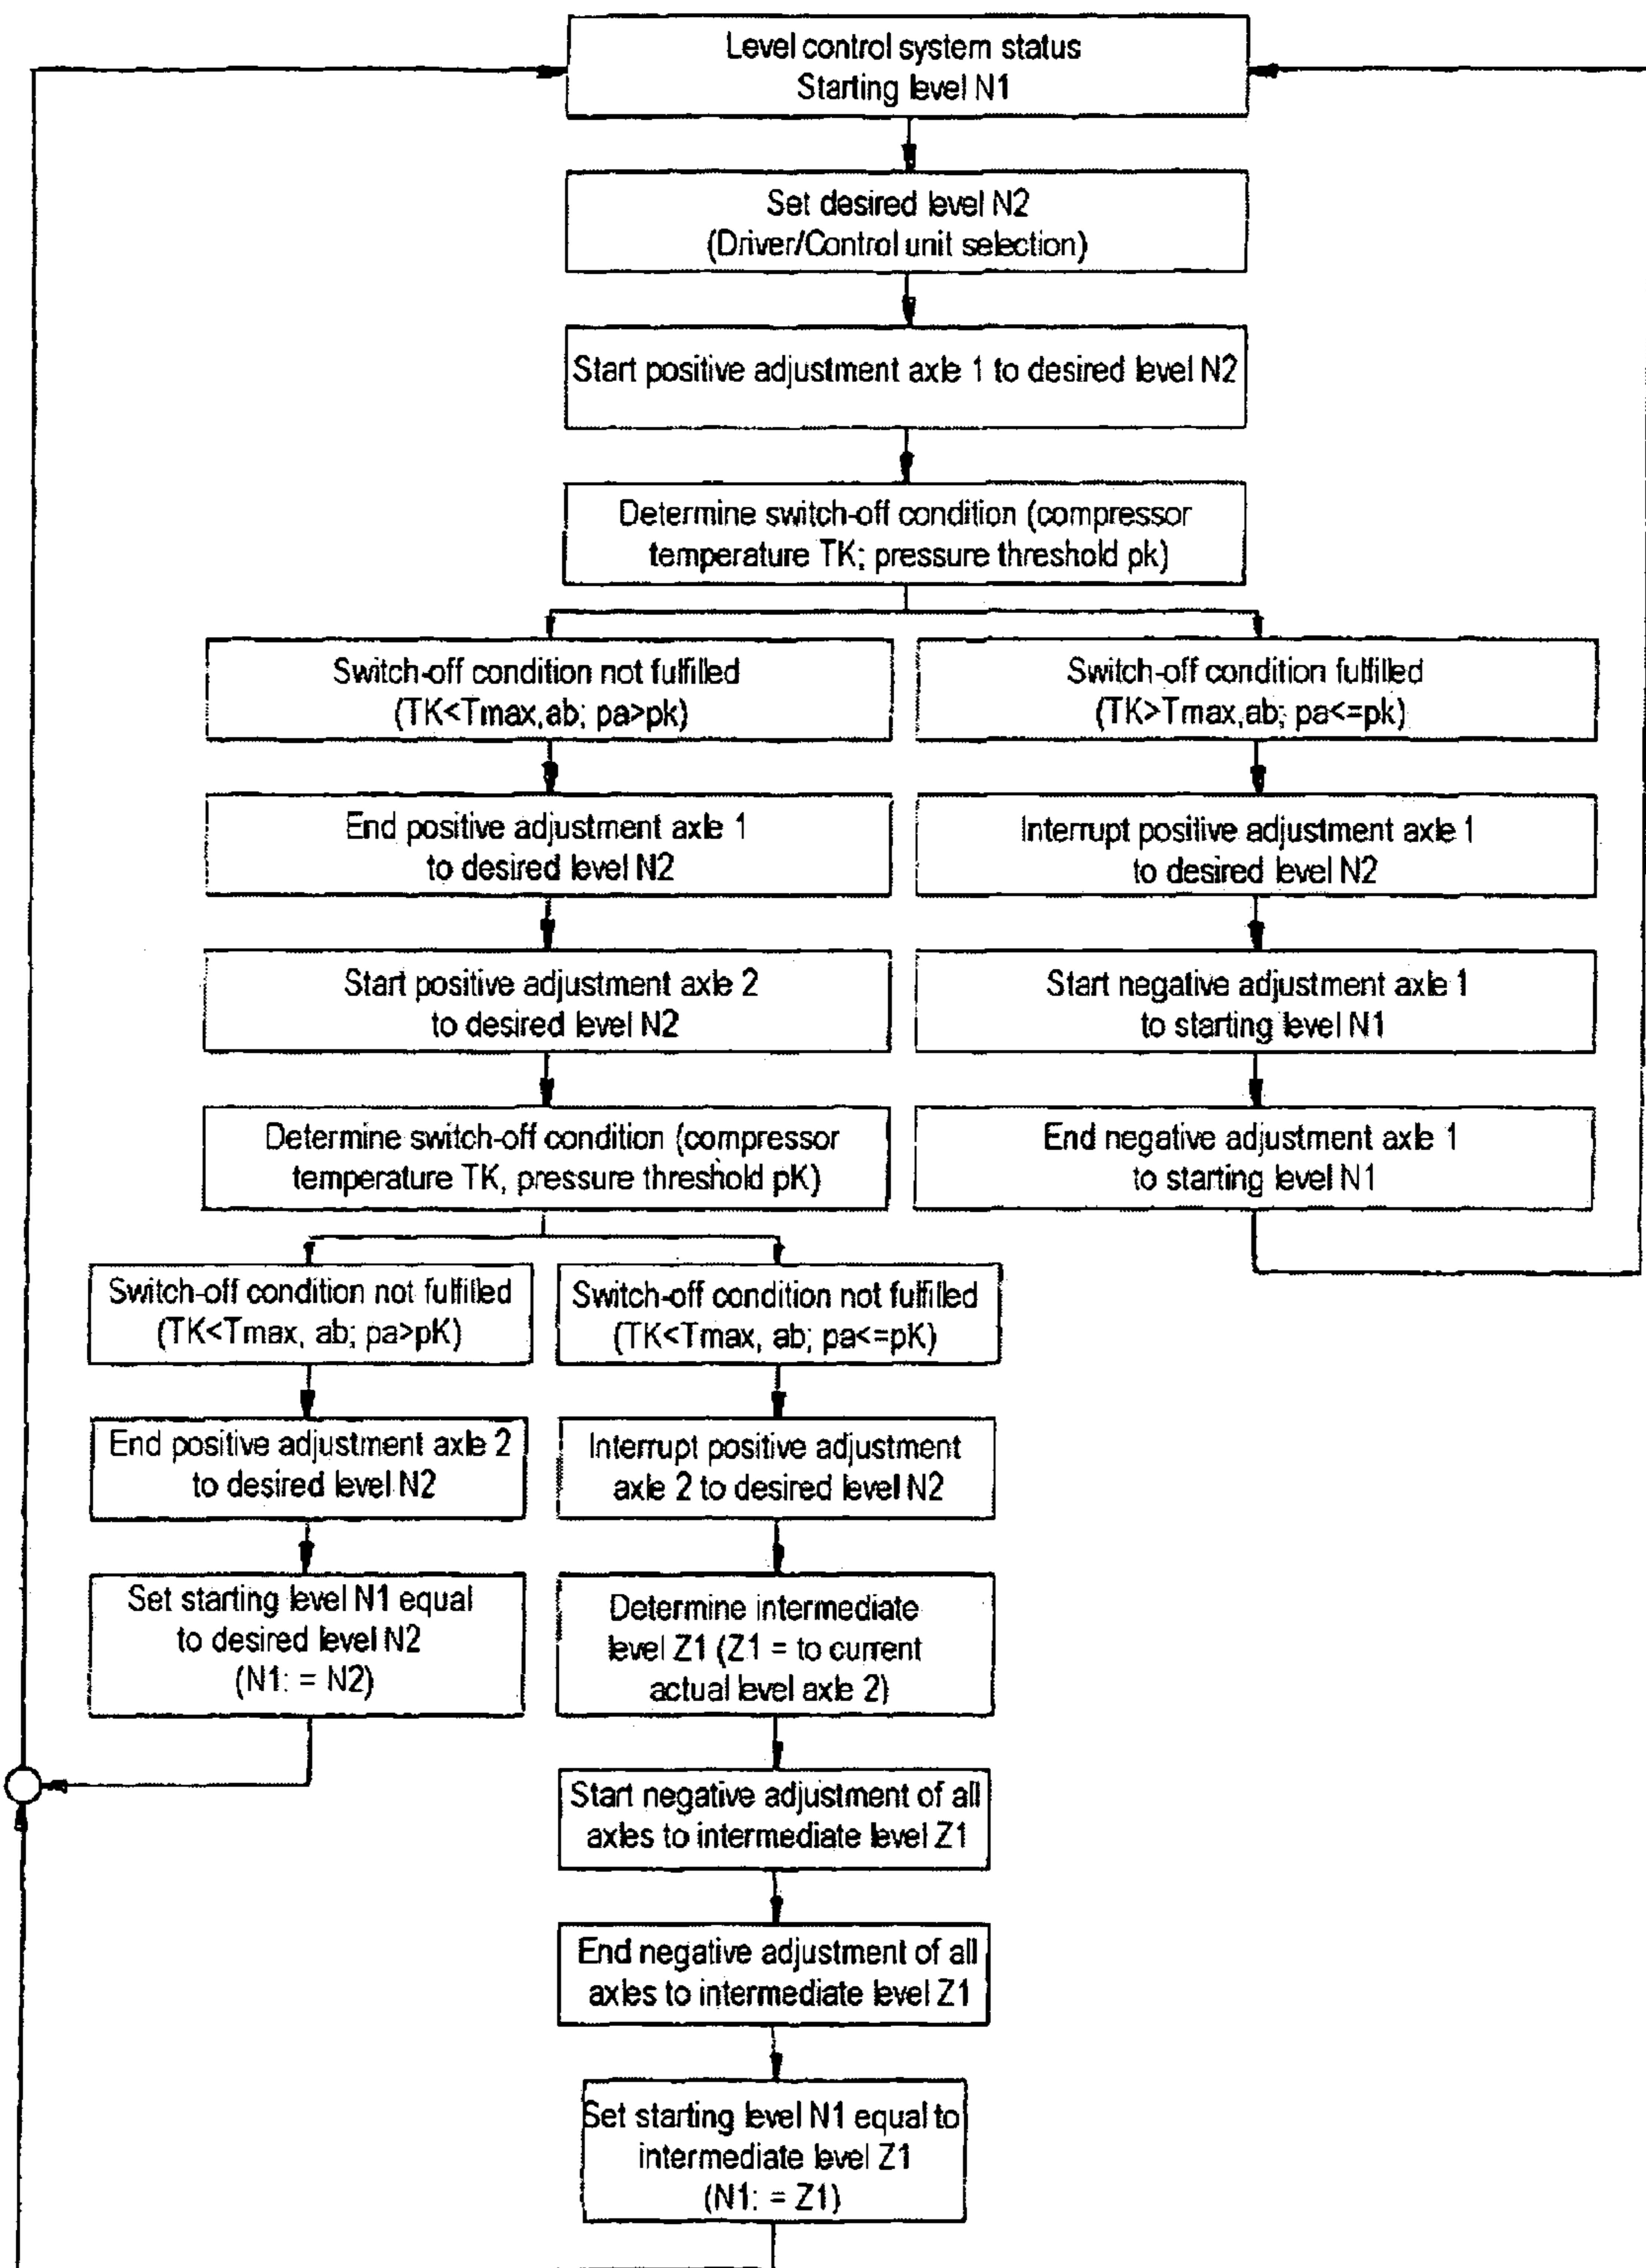 Level control system status
Starting level N1
Set desired level N2
(Driver/Control unit selection)
Start positive adjustment axle 1 to desired level N2
Determine switch-off condition (compressor
temperature TK; pressure threshold pk)
Switch-off condition not fulfilled
(TK<Tmax,ab; pa>pk)
Switch-off condition fulfilled
(TK>Tmax,ab; pa<=pk)
End positive adjustment axle 1
to desired level N2
Interrupt positive adjustment axle 1
to desired level N2
Start positive adjustment axle 2
to desired level N2
Start negative adjustment axle 1
to starting level N1
Determine switch-off condition (compressor
temperature TK, pressure threshold pK)
End negative adjustment axle 1
to starting level N1
Switch-off condition not fulfilled
(TK<Tmax, ab; pa>pK)
Switch-off condition not fulfilled
(TK<Tmax, ab; pa<=pK)
End positive adjustment axle 2
to desired level N2
Interrupt positive adjustment
axle 2 to desired level N2
Set starting level N1 equal
to desired level N2
(N1: = N2)
Determine intermediate
level Z1 (Z1 = to current
actual level axle 2)
Start negative adjustment of all
axles to intermediate level Z1
End negative adjustment of all
axles to intermediate level Z1
Set starting level N1 equal to
intermediate level Z1
(N1: = Z1)